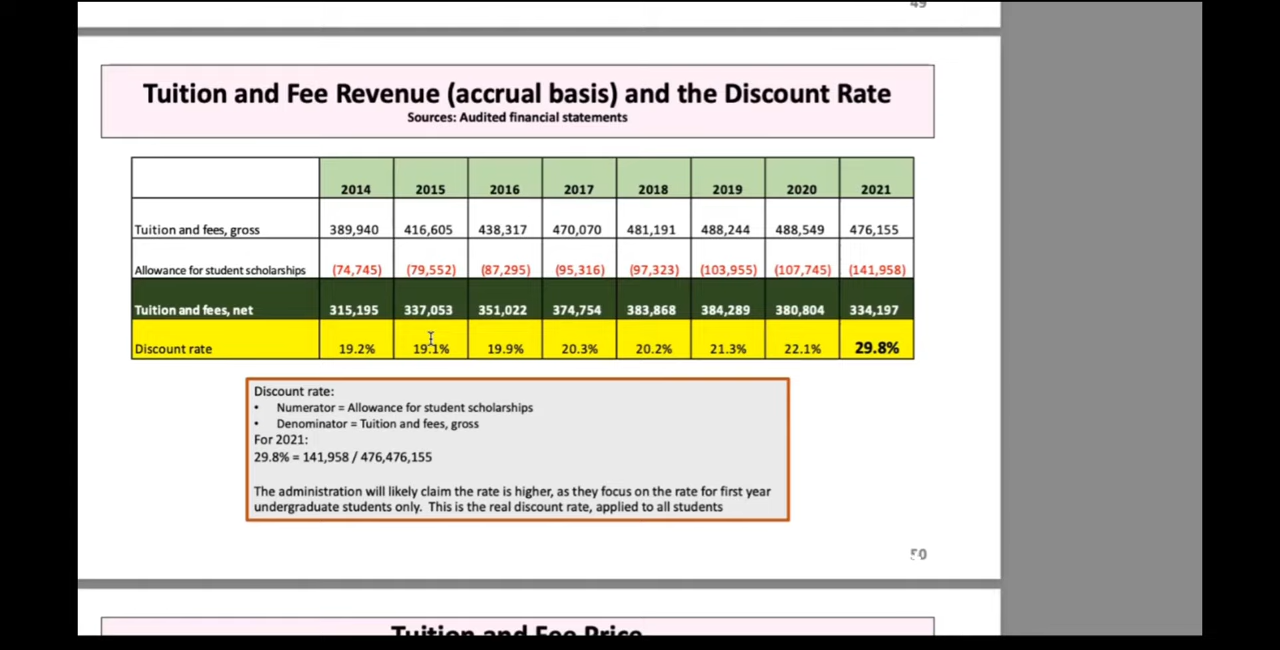 49
Tuition and Fee Revenue (accrual basis) and the Discount Rate
Sources: Audited financial statements
2014 2015 2016 2017 2018 2019 2020 2021
Tuition and fees, gross 389,940 416,605 438,317 470,070 481,191 488,244 488,549 476,155
Allowance for student scholarships (74,745) (79,552) (87,295) (95,316) (97,323) (103,955) (107,745) (141,958)
Tuition and fees, net 315,195 337,053 351,022 374,754 383,868 384,289 380,804 334,197
Discount rate 19.2% 19.1% 19.9% 20.3% 20.2% 21.3% 22.1% 29.8%
Discount rate:
• Numerator = Allowance for student scholarships
• Denominator = Tuition and fees, gross
For 2021:
29.8% = 141,958 / 476,476,155
The administration will likely claim the rate is higher, as they focus on the rate for first year
undergraduate students only. This is the real discount rate, applied to all students
50
Tuition and Fee Price